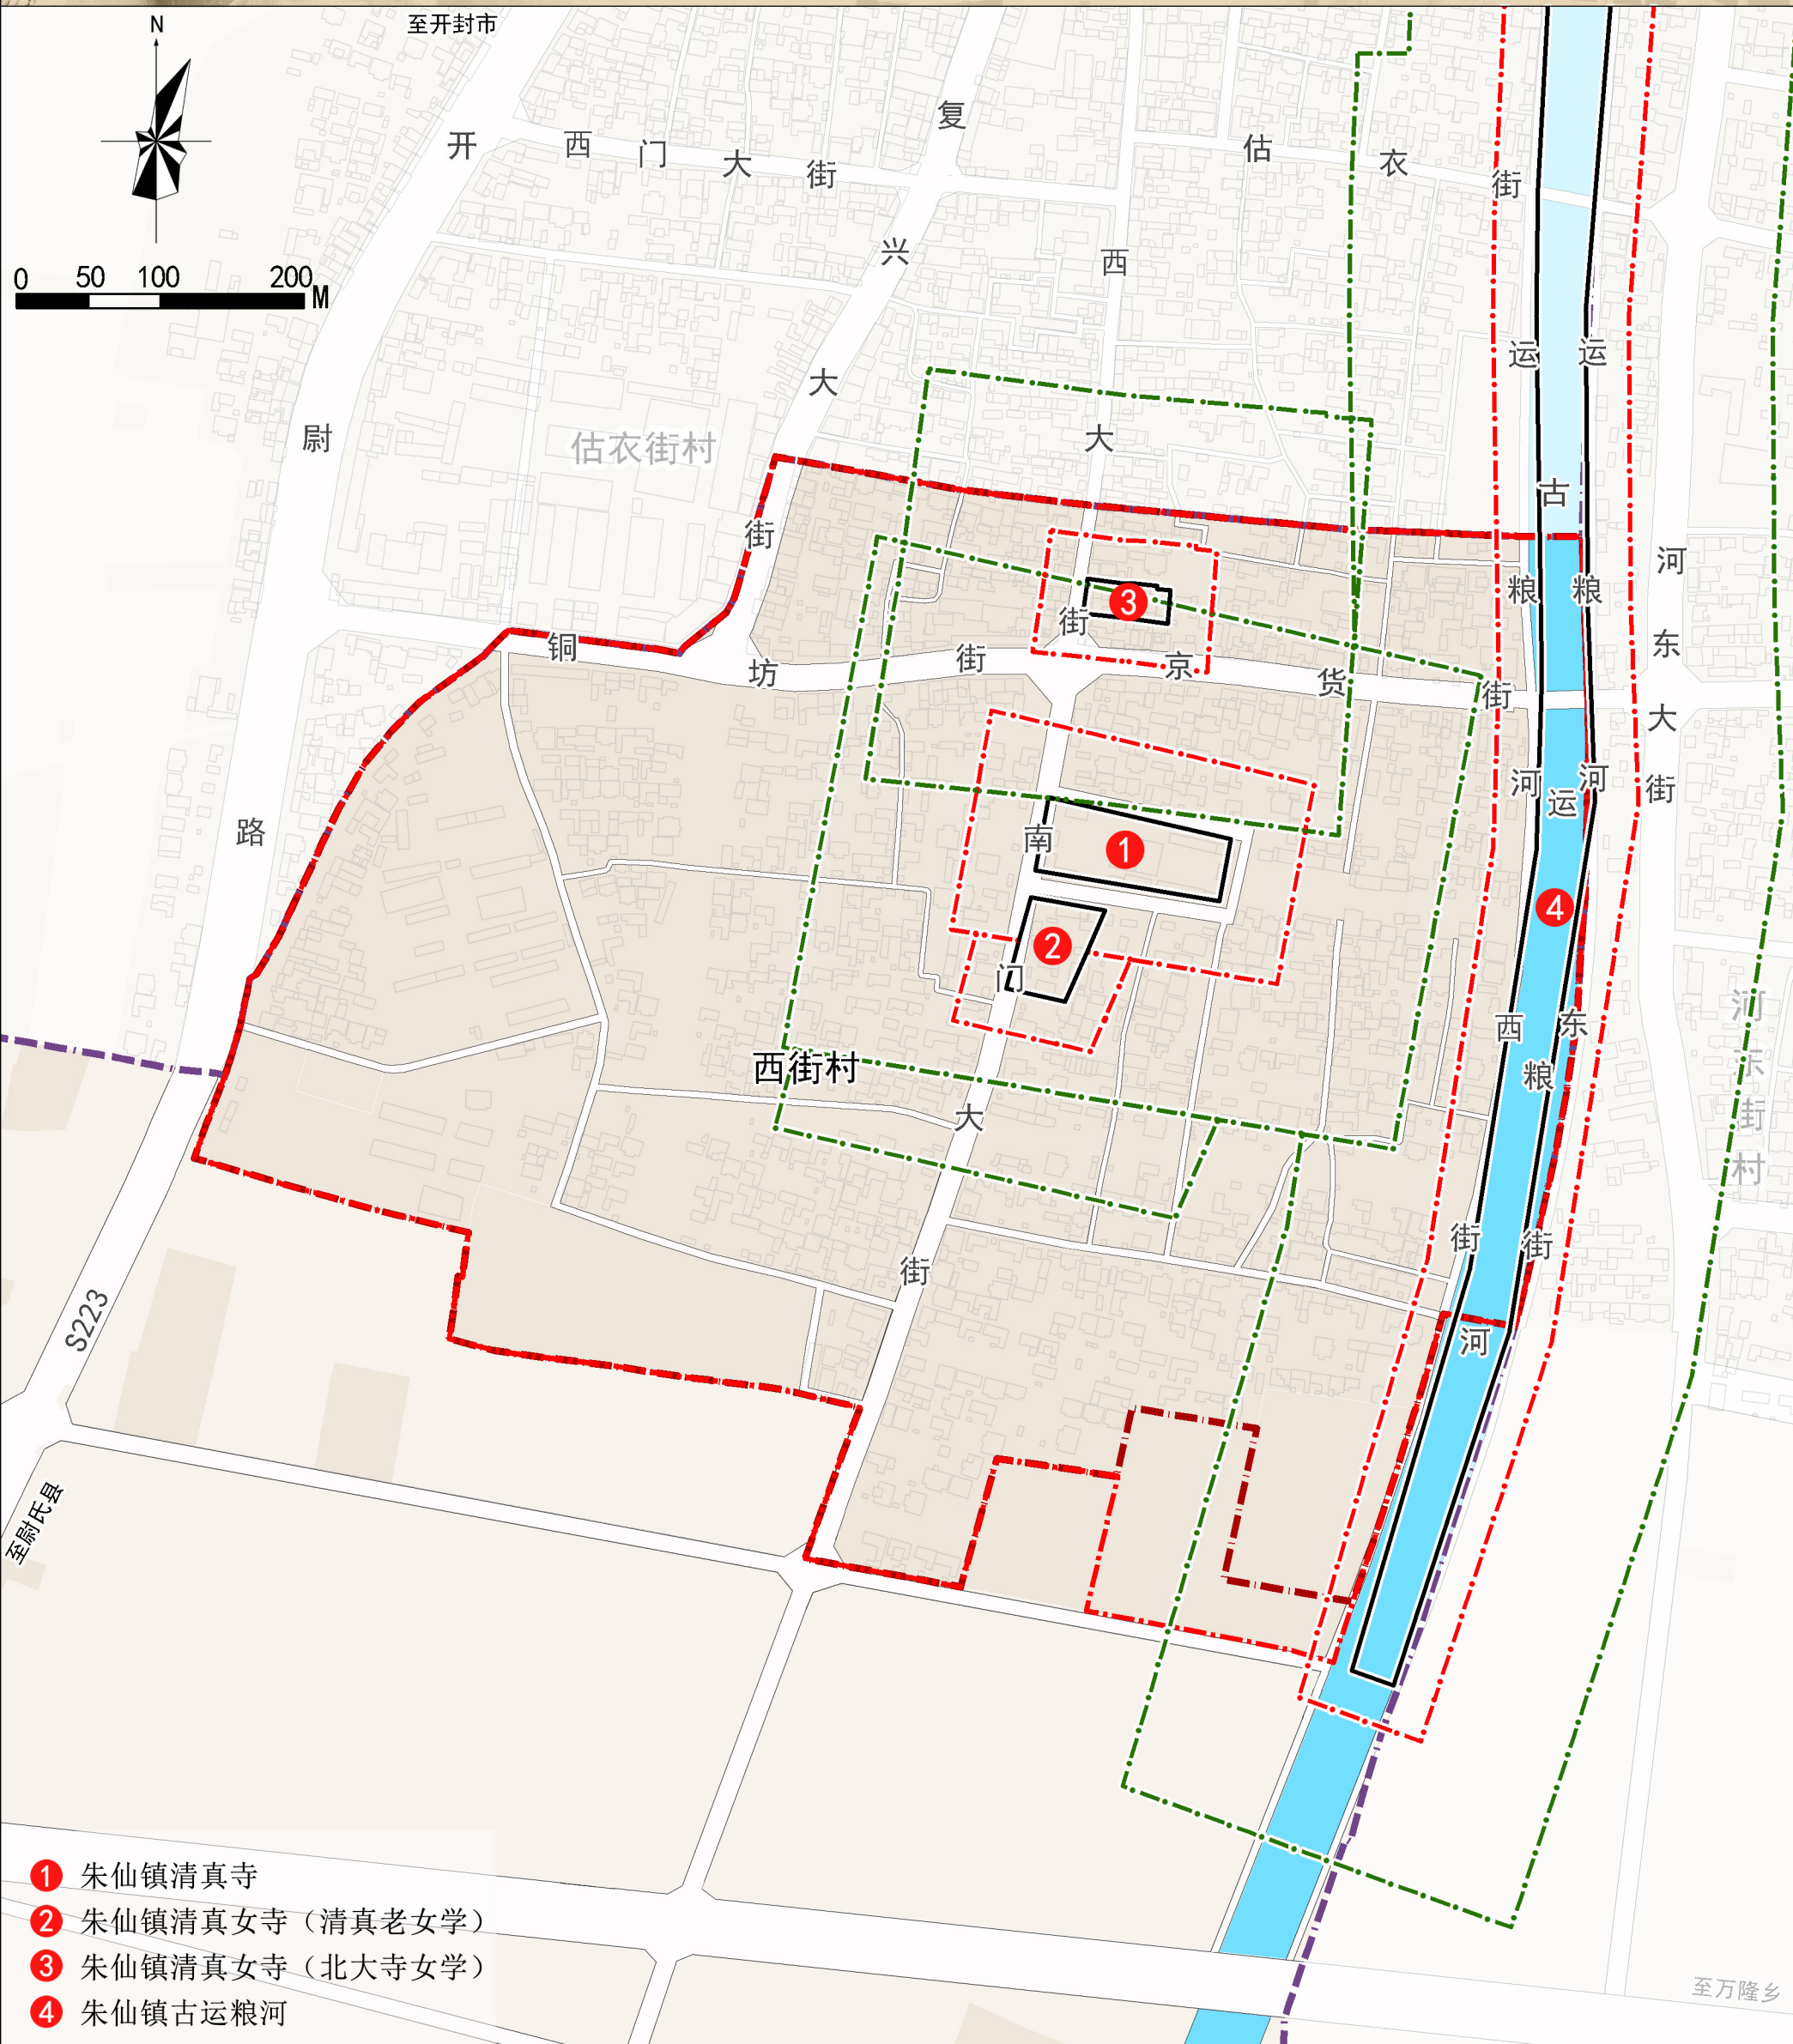 N
至开封市
0 50 100 200 M
开尉路
西门大街
复兴大街
估衣街
西大街
估衣街村
铜坊街
京货街
南门大街
古运粮河
运粮河西街
运粮河东街
河东大街
西街村
河东封村
S223
至尉氏县
至万隆乡
1 朱仙镇清真寺
2 朱仙镇清真女寺（清真老女学）
3 朱仙镇清真女寺（北大寺女学）
4 朱仙镇古运粮河
1
2
3
4